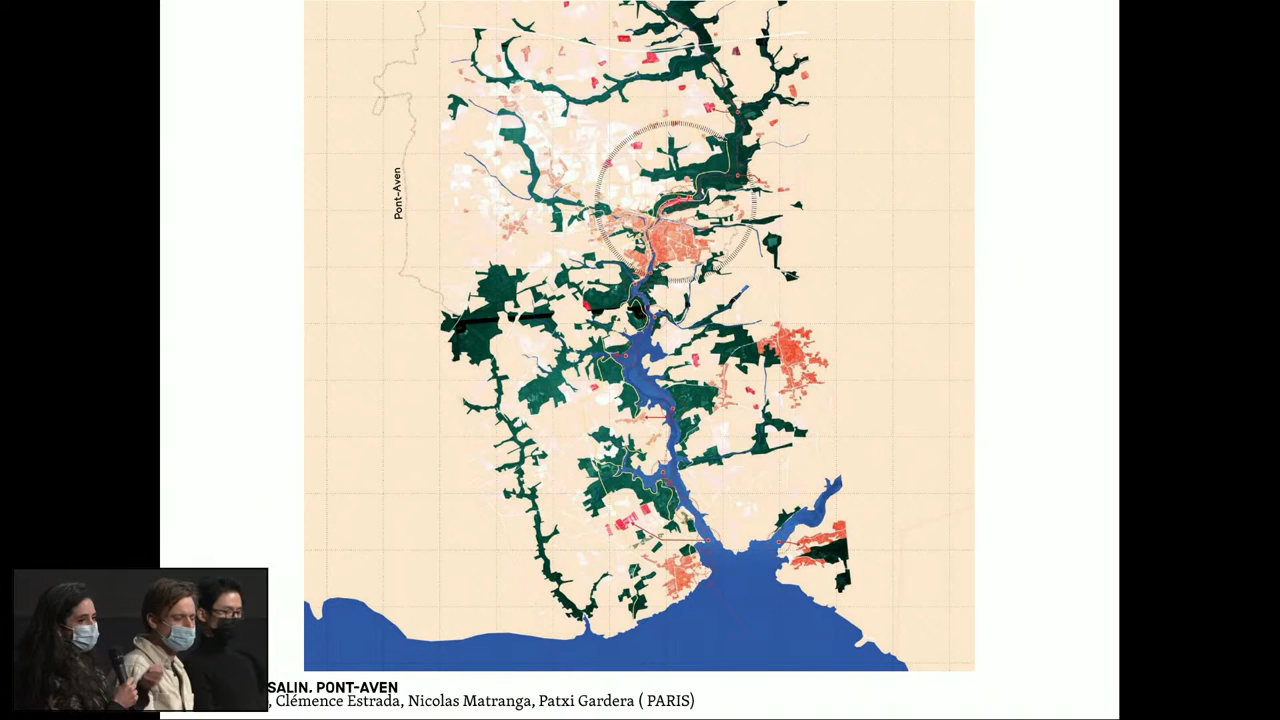 Pont-Aven
SALIN, PONT-AVEN
, Clémence Estrada, Nicolas Matranga, Patxi Gardera ( PARIS)